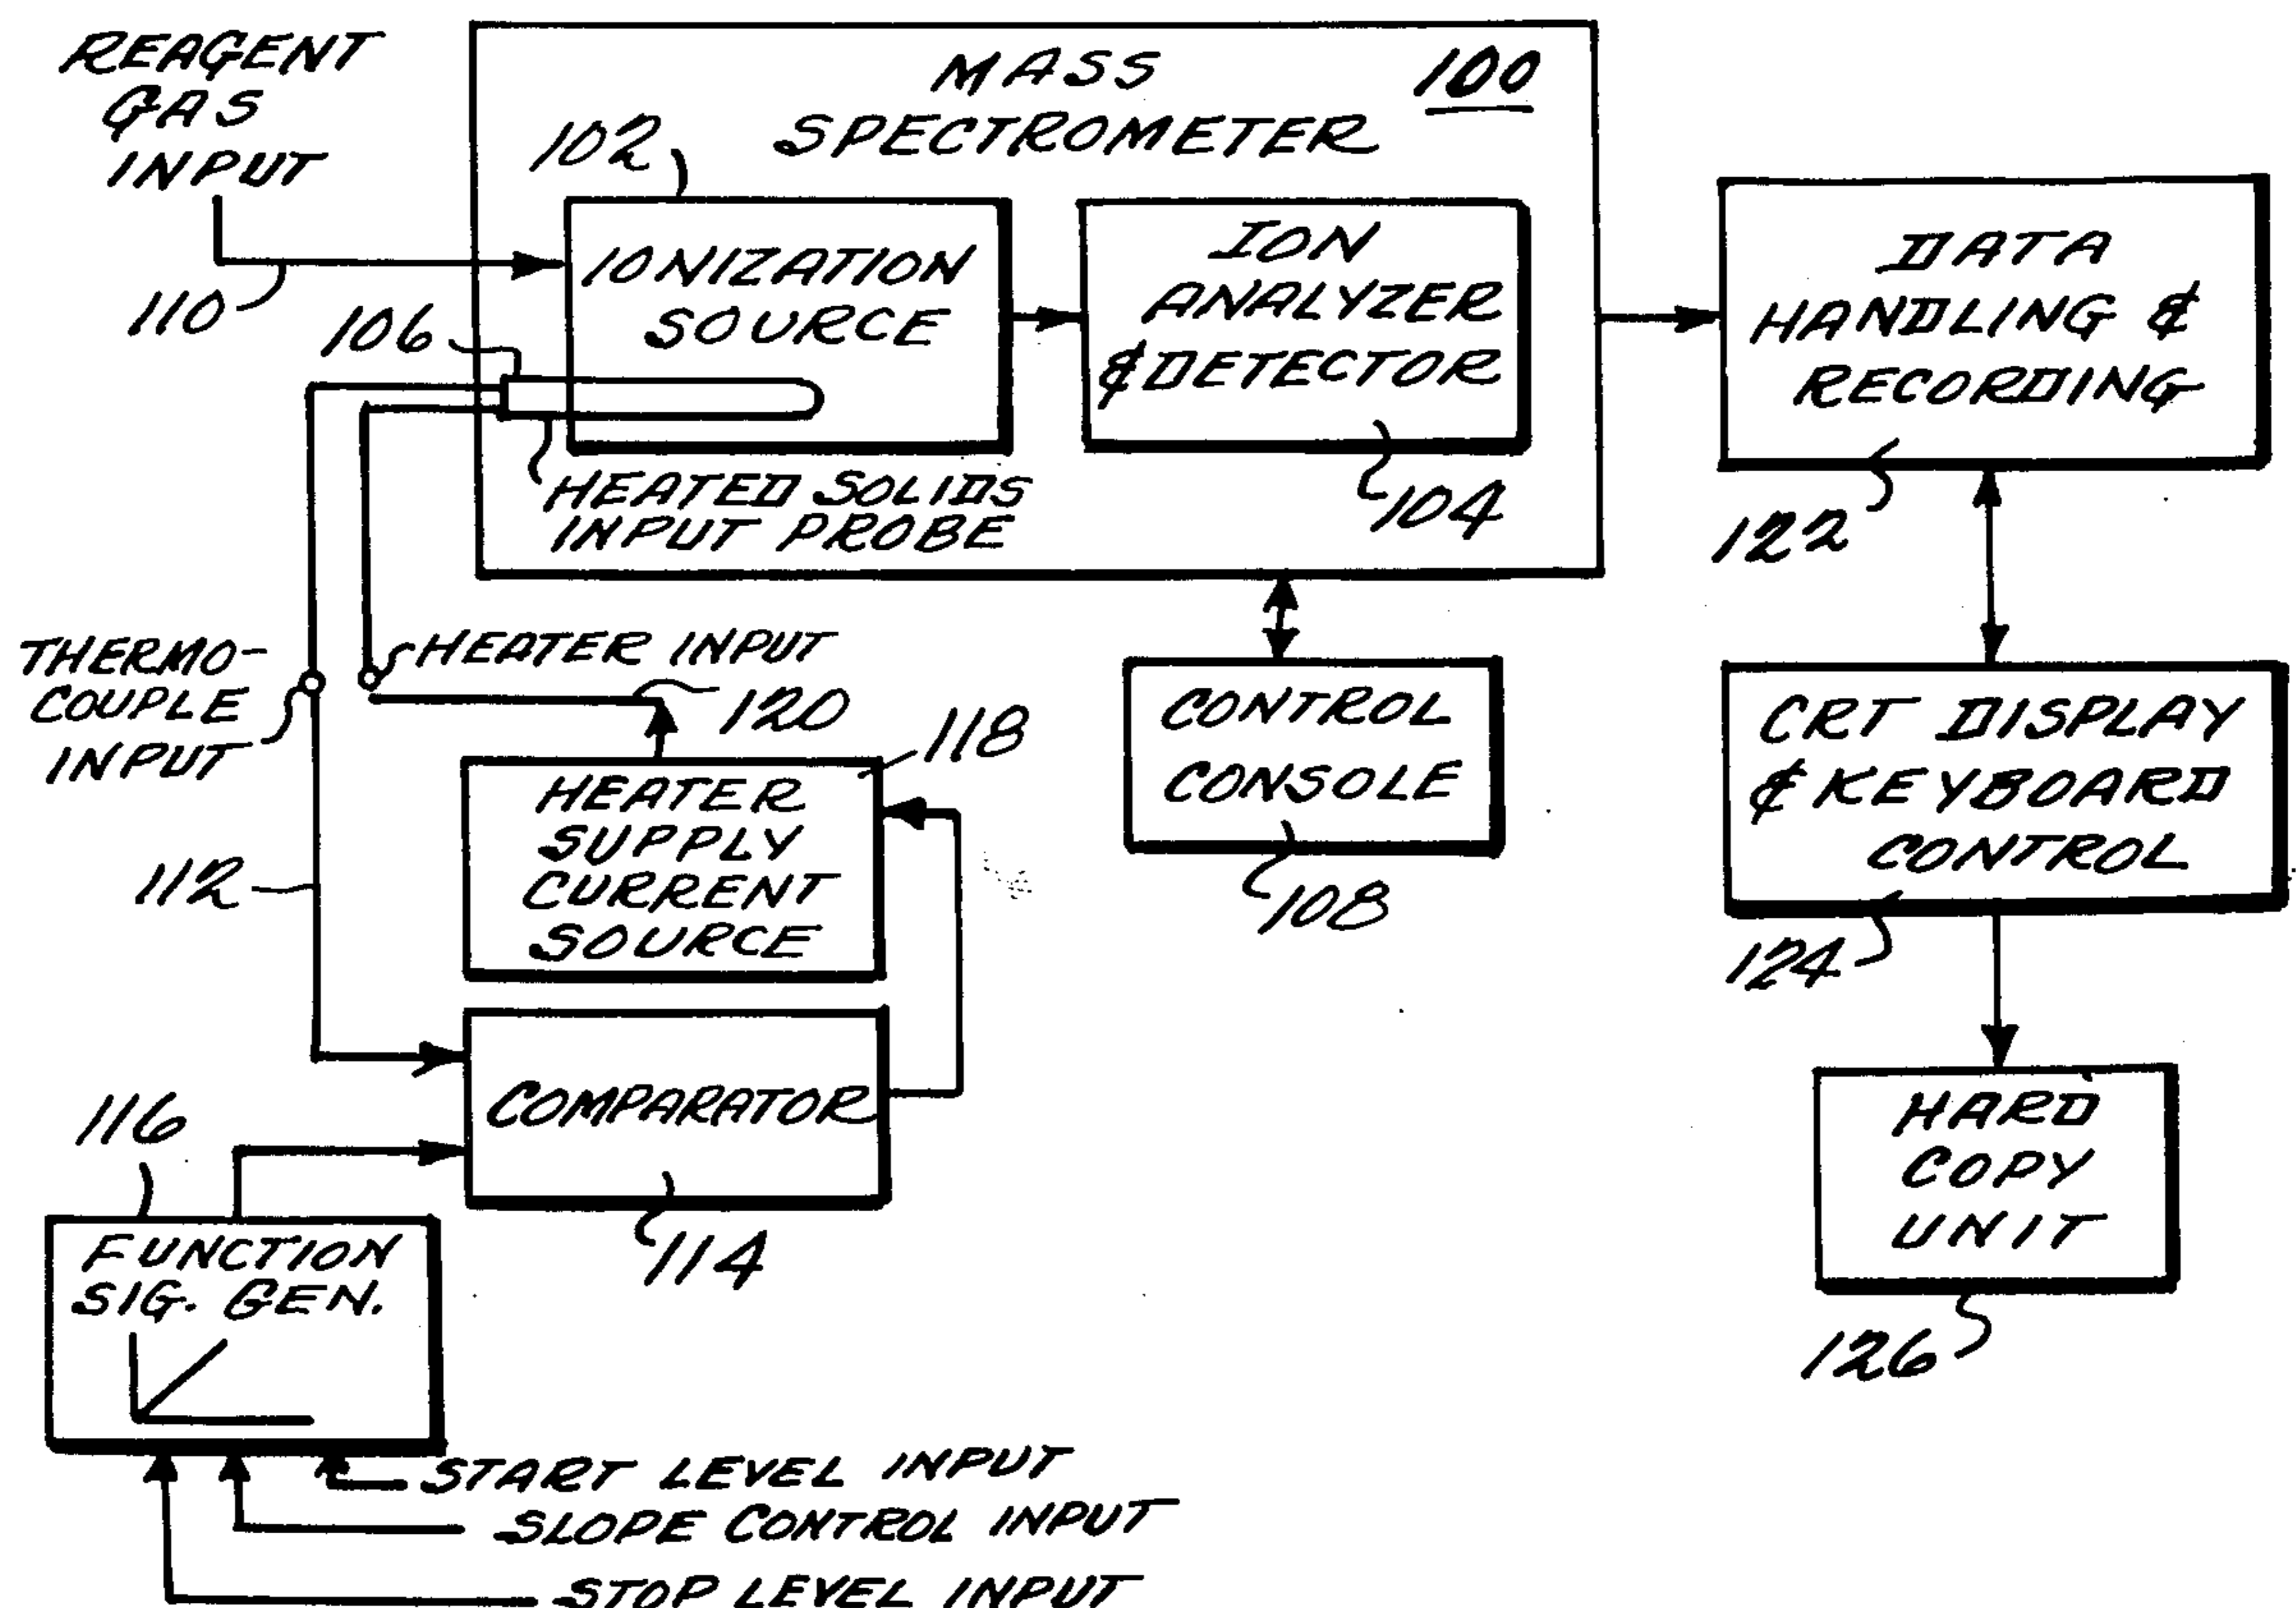 REAGENT
GAS
INPUT
MASS
SPECTROMETER
100
102
IONIZATION
SOURCE
ION
ANALYZER
& DETECTOR
DATA
HANDLING &
RECORDING
110
106
HEATED SOLIDS
INPUT PROBE
104
122
THERMO-
COUPLE
INPUT
HEATER INPUT
120
118
CONTROL
CONSOLE
CRT DISPLAY
& KEYBOARD
CONTROL
HEATER
SUPPLY
CURRENT
SOURCE
112
108
124
COMPARATOR
116
114
HARD
COPY
UNIT
126
FUNCTION
SIG. GEN.
START LEVEL INPUT
SLOPE CONTROL INPUT
STOP LEVEL INPUT